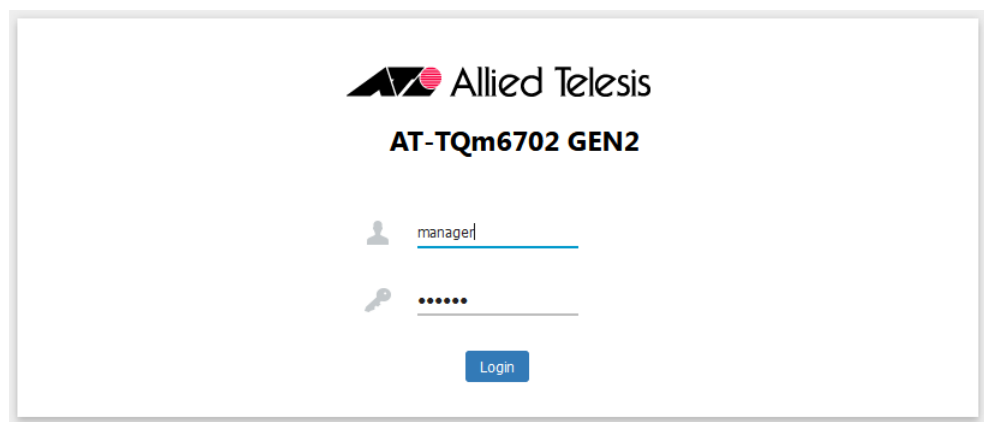 Allied Telesis
AT-TQm6702 GEN2
manager
••••••
Login